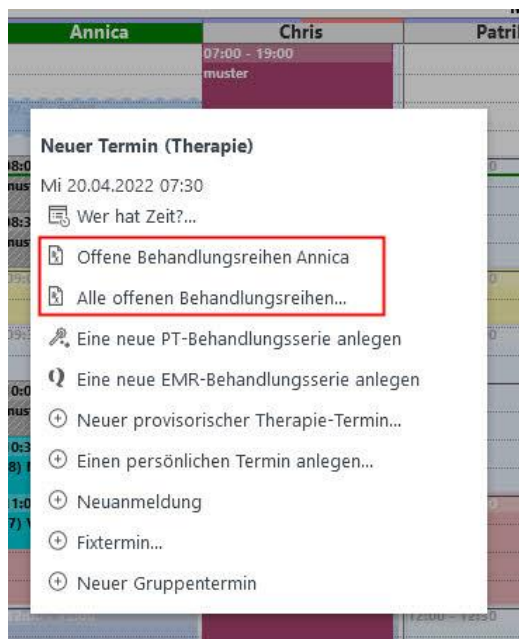 Annica
Chris
Patri
07:00 - 19:00
muster
Neuer Termin (Therapie)
Mi 20.04.2022 07:30
Wer hat Zeit?...
Offene Behandlungsreihen Annica
Alle offenen Behandlungsreihen...
Eine neue PT-Behandlungsserie anlegen
Eine neue EMR-Behandlungsserie anlegen
Neuer provisorischer Therapie-Termin...
Einen persönlichen Termin anlegen...
Neuanmeldung
Fixtermin...
Neuer Gruppentermin
12:00 - 12:30